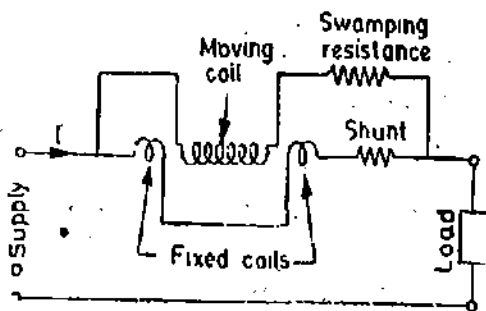 Swamping
resistance
Moving
coil
Shunt
I
Supply
Fixed coils
Load